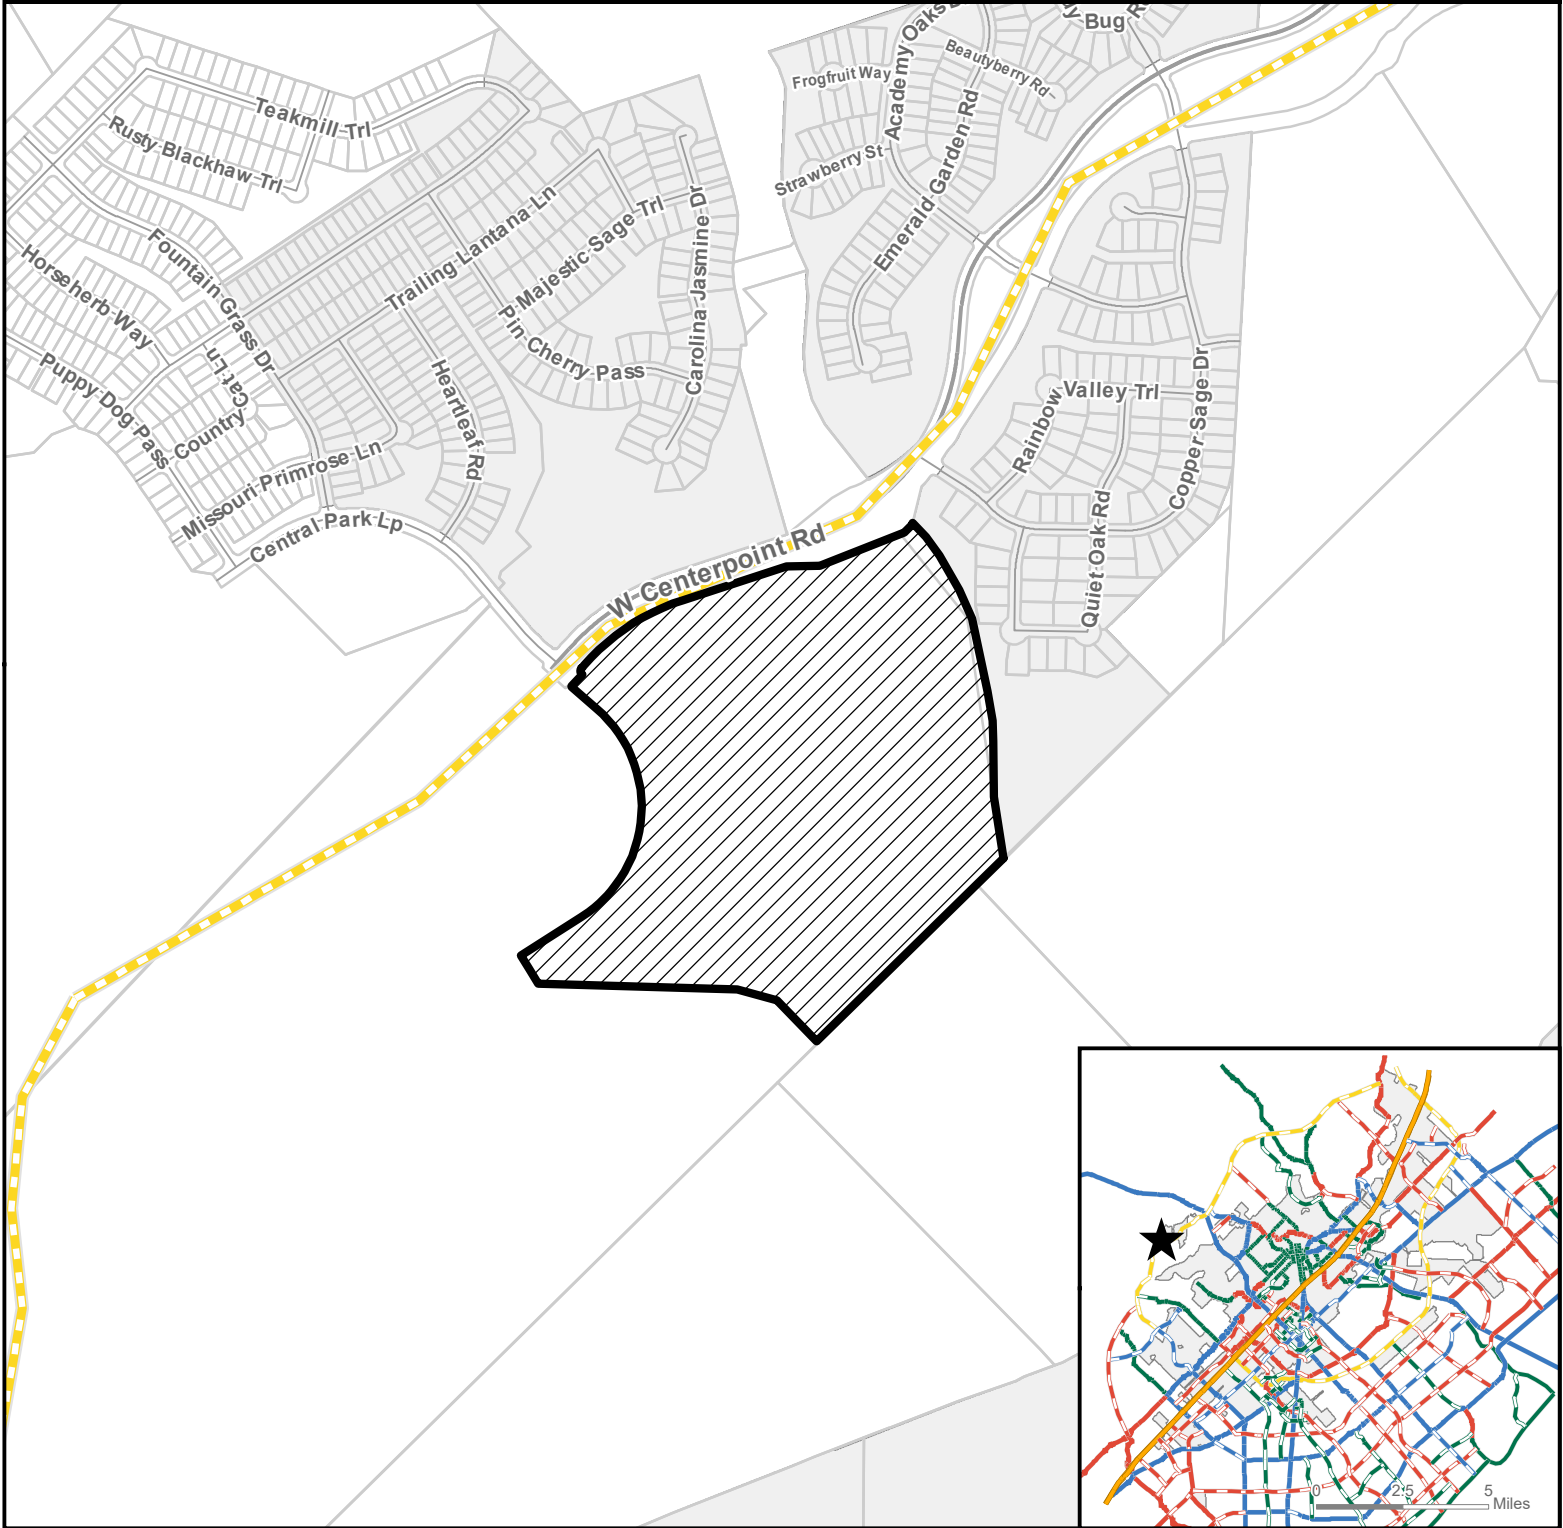 Academy Oaks D
y Bug R
Beautyberry Rd
Frogfruit Way
Teakmill Trl
Rusty Blackhaw Trl
Strawberry St
Emerald Garden Rd
Trailing Lantana Ln
Majestic Sage Trl
Carolina Jasmine Dr
Fountain Grass Dr
Horseherb Way
Pin Cherry Pass
Puppy Dog Pass
Country Cat Ln
Heartleaf Rd
Valley Trl
Rainbow
Copper Sage Dr
Missouri Primrose Ln
Central Park Lp
Quiet Oak Rd
W Centerpoint Rd
0 2.5 5
Miles